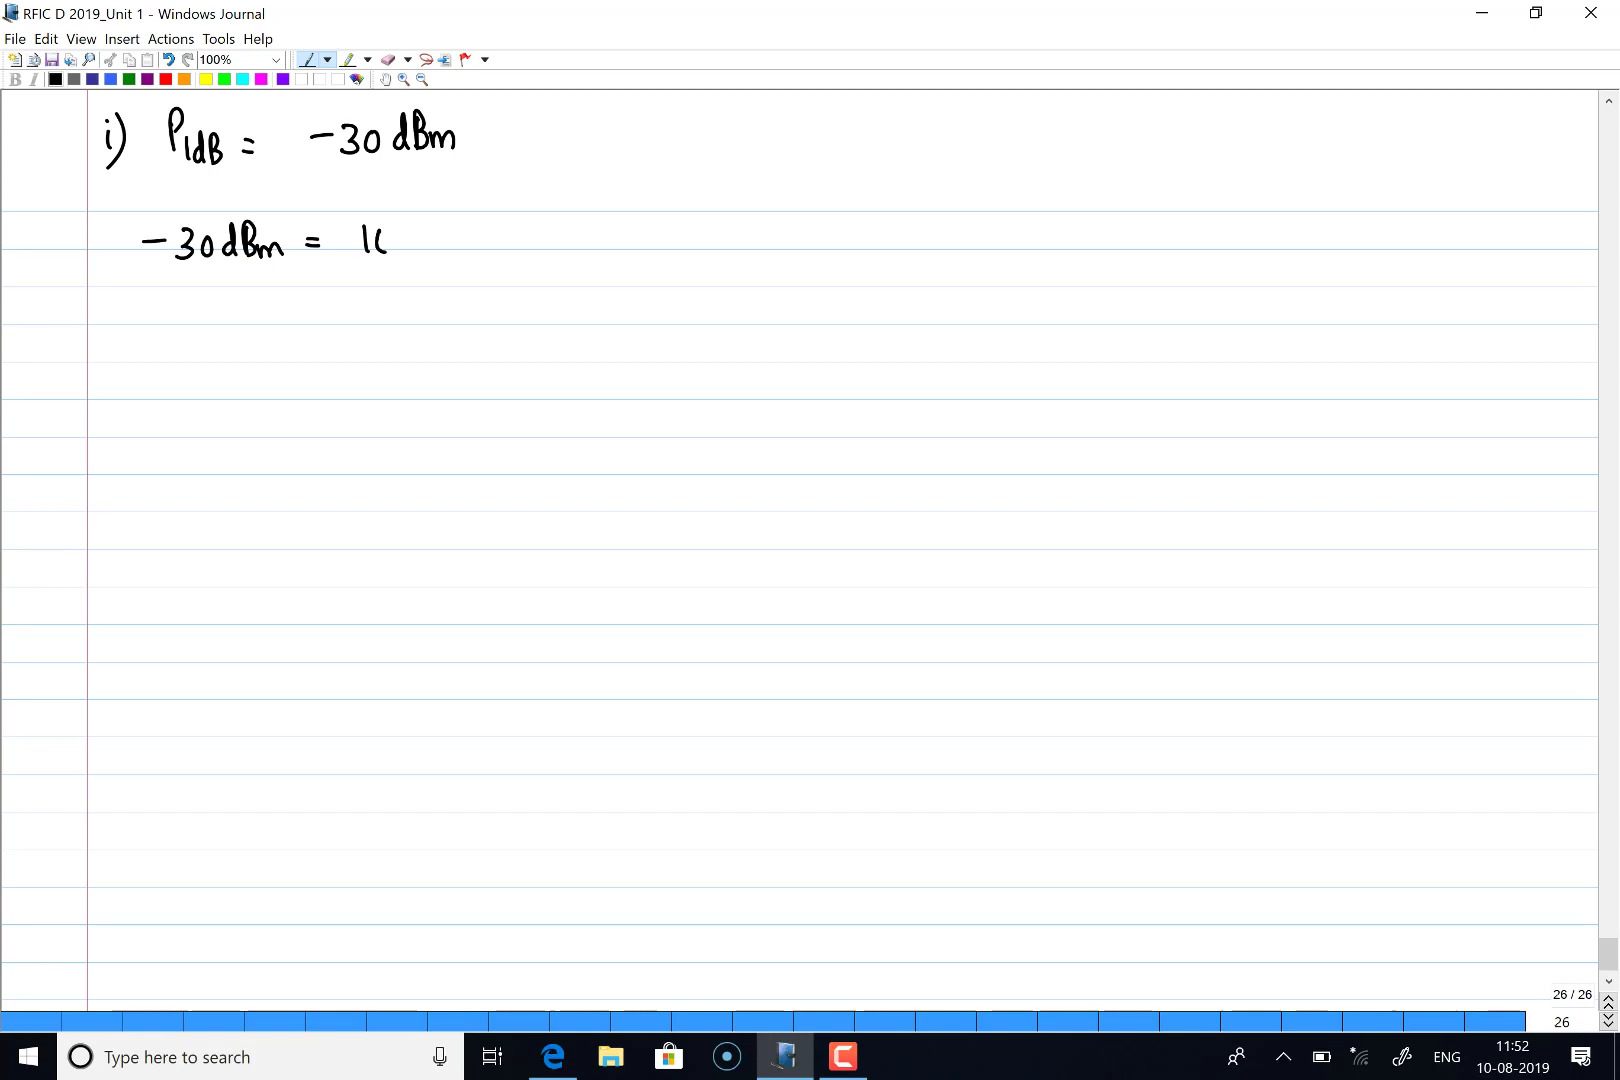 RFIC D 2019_Unit 1 - Windows Journal
File Edit View Insert Actions Tools Help
100%
B I
i) P1dB = -30 dBm
-30 dBm =
26 / 26
26
Type here to search
ENG
11:52
10-08-2019